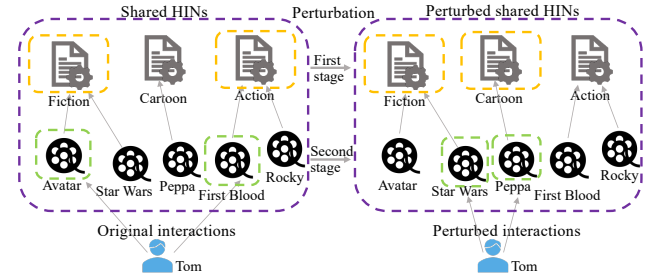 Shared HINs
Perturbation
Perturbed shared HINs
Fiction
Cartoon
Action
First
stage
Fiction
Cartoon
Action
Avatar
Star Wars
Peppa
First Blood
Rocky
Second
stage
Avatar
Star Wars
Peppa
First Blood
Rocky
Original interactions
Perturbed interactions
Tom
Tom